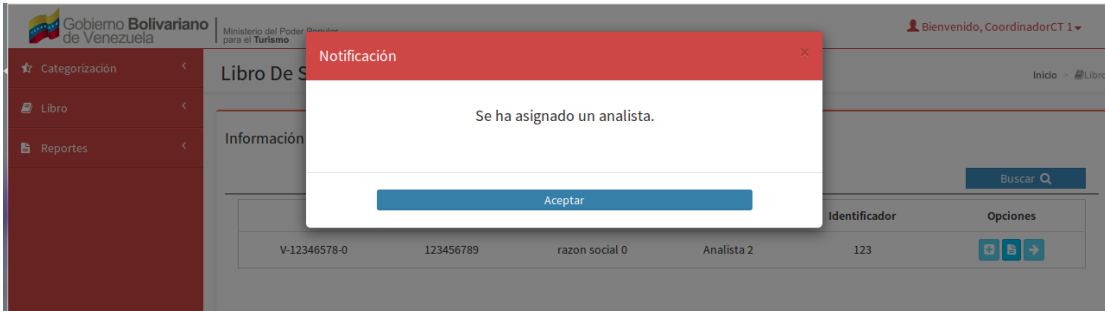 Gobierno Bolivariano
de Venezuela
Ministerio del Poder Popular
para el Turismo
Bienvenido, CoordinadorCT 1
Categorización
Libro
Reportes
Libro De S
Inicio > Libro
Notificación
×
Se ha asignado un analista.
Aceptar
Información
Buscar
Identificador Opciones
V-12346578-0 123456789 razon social 0 Analista 2 123